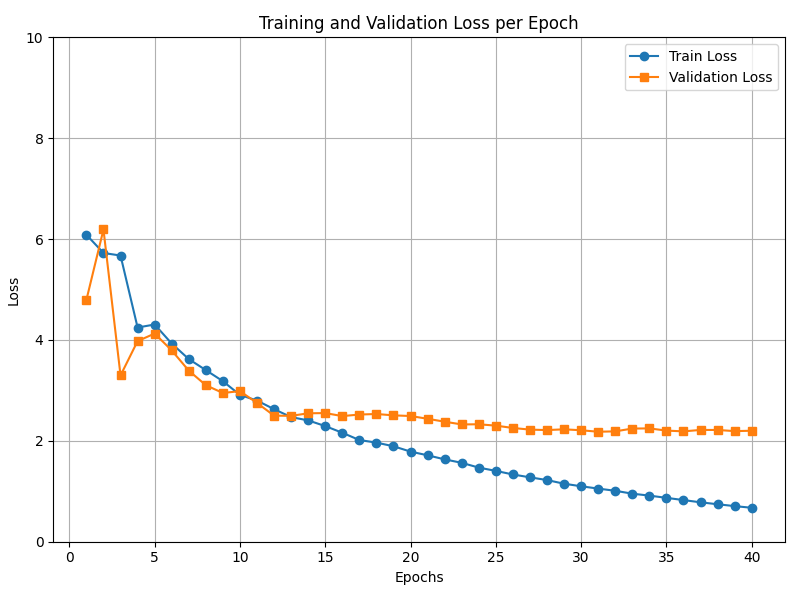 Training and Validation Loss per Epoch
10
8
6
4
2
0
Loss
Train Loss
Validation Loss
0 5 10 15 20 25 30 35 40
Epochs